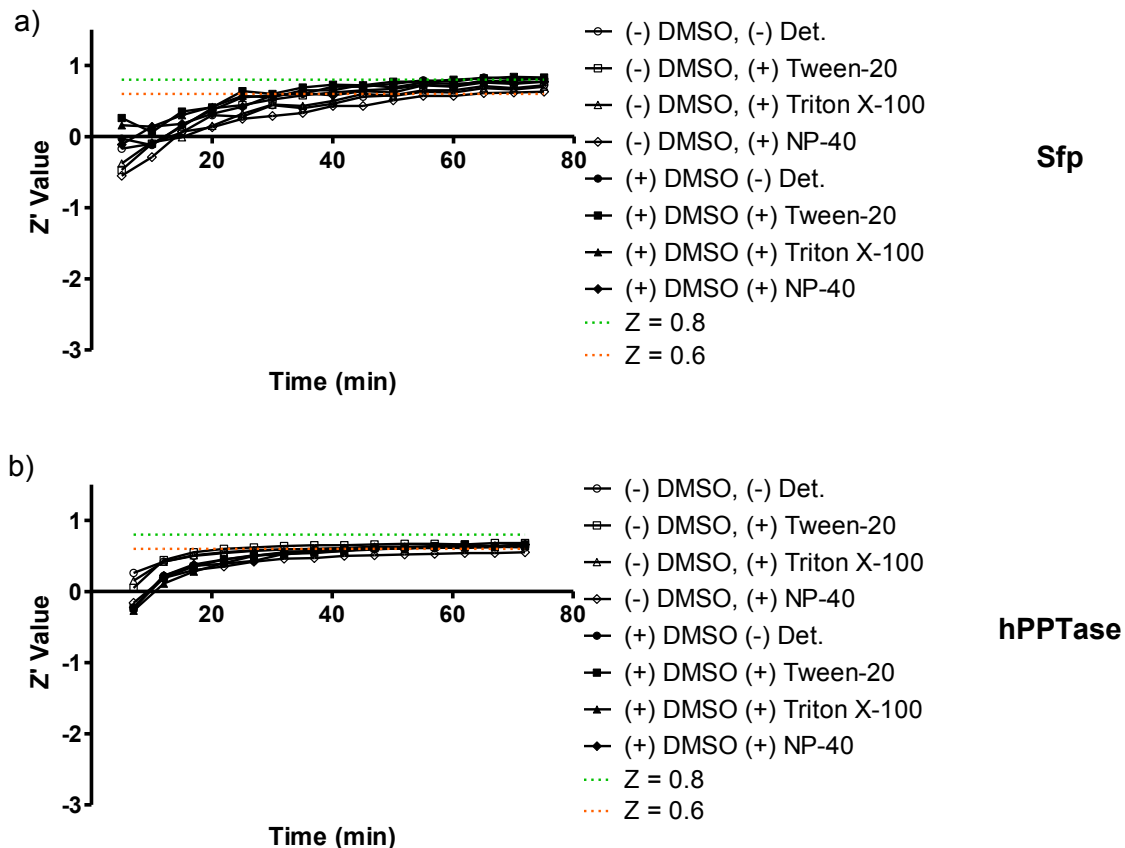 a)
1
0
-1
-2
-3
20
40
60
80
Z' Value
Time (min)
(-) DMSO, (-) Det.
(-) DMSO, (+) Tween-20
(-) DMSO, (+) Triton X-100
(-) DMSO, (+) NP-40
(+) DMSO (-) Det.
(+) DMSO (+) Tween-20
(+) DMSO (+) Triton X-100
(+) DMSO (+) NP-40
Z = 0.8
Z = 0.6
Sfp
b)
1
0
-1
-2
-3
20
40
60
80
Z' Value
Time (min)
(-) DMSO, (-) Det.
(-) DMSO, (+) Tween-20
(-) DMSO, (+) Triton X-100
(-) DMSO, (+) NP-40
(+) DMSO (-) Det.
(+) DMSO (+) Tween-20
(+) DMSO (+) Triton X-100
(+) DMSO (+) NP-40
Z = 0.8
Z = 0.6
hPPTase